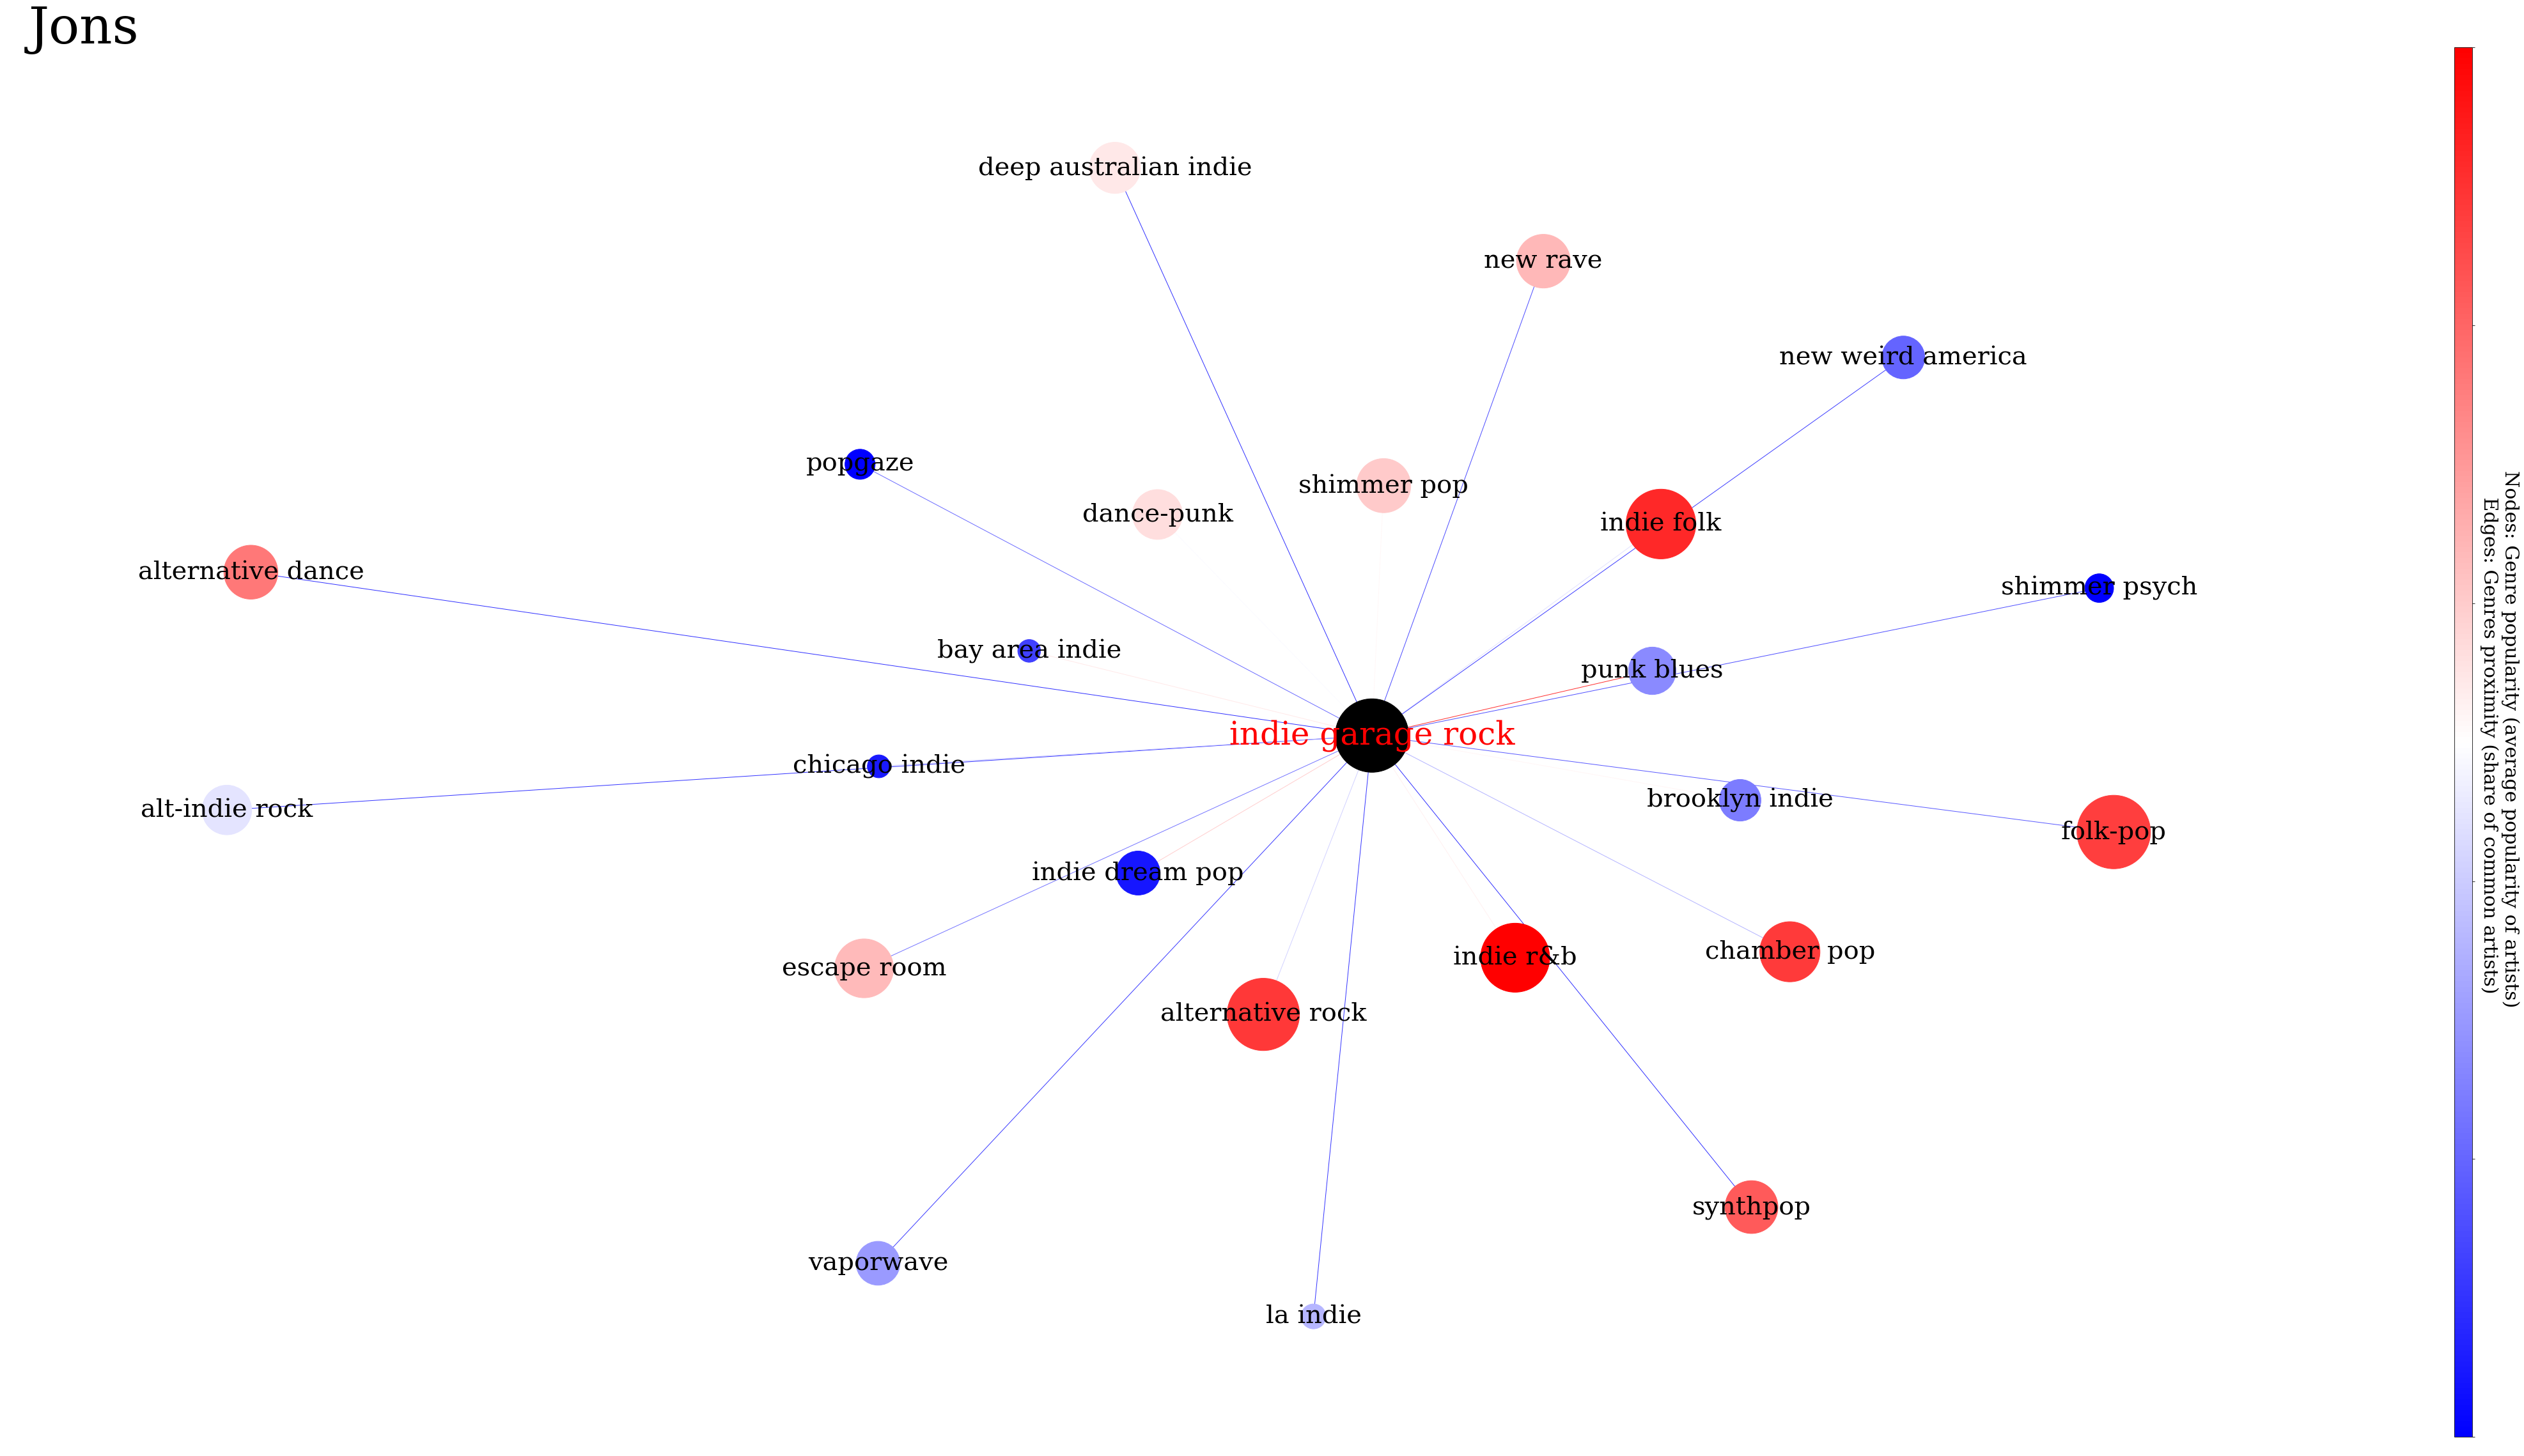 Jons
deep australian indie
new rave
new weird america
popgaze
shimmer pop
dance-punk
indie folk
alternative dance
shimmer psych
bay area indie
punk blues
indie garage rock
chicago indie
alt-indie rock
brooklyn indie
folk-pop
indie dream pop
escape room
indie r&b
chamber pop
alternative rock
synthpop
vaporwave
la indie
Nodes: Genre popularity (average popularity of artists)
Edges: Genres proximity (share of common artists)